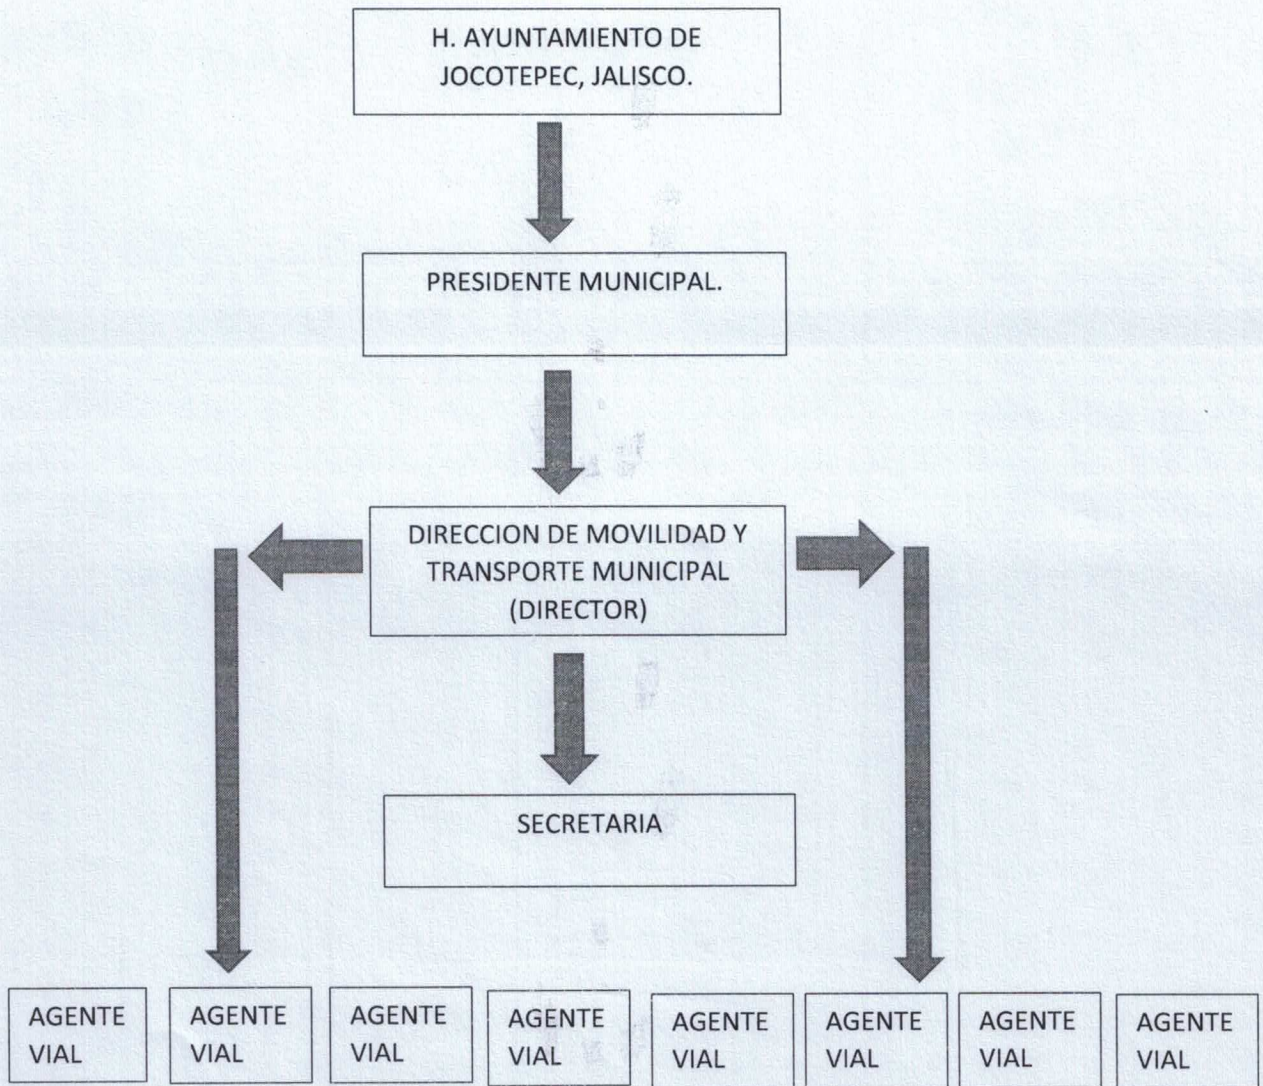 H. AYUNTAMIENTO DE
JOCOTEPEC, JALISCO.
PRESIDENTE MUNICIPAL.
DIRECCION DE MOVILIDAD Y
TRANSPORTE MUNICIPAL
(DIRECTOR)
SECRETARIA
AGENTE
VIAL
AGENTE
VIAL
AGENTE
VIAL
AGENTE
VIAL
AGENTE
VIAL
AGENTE
VIAL
AGENTE
VIAL
AGENTE
VIAL